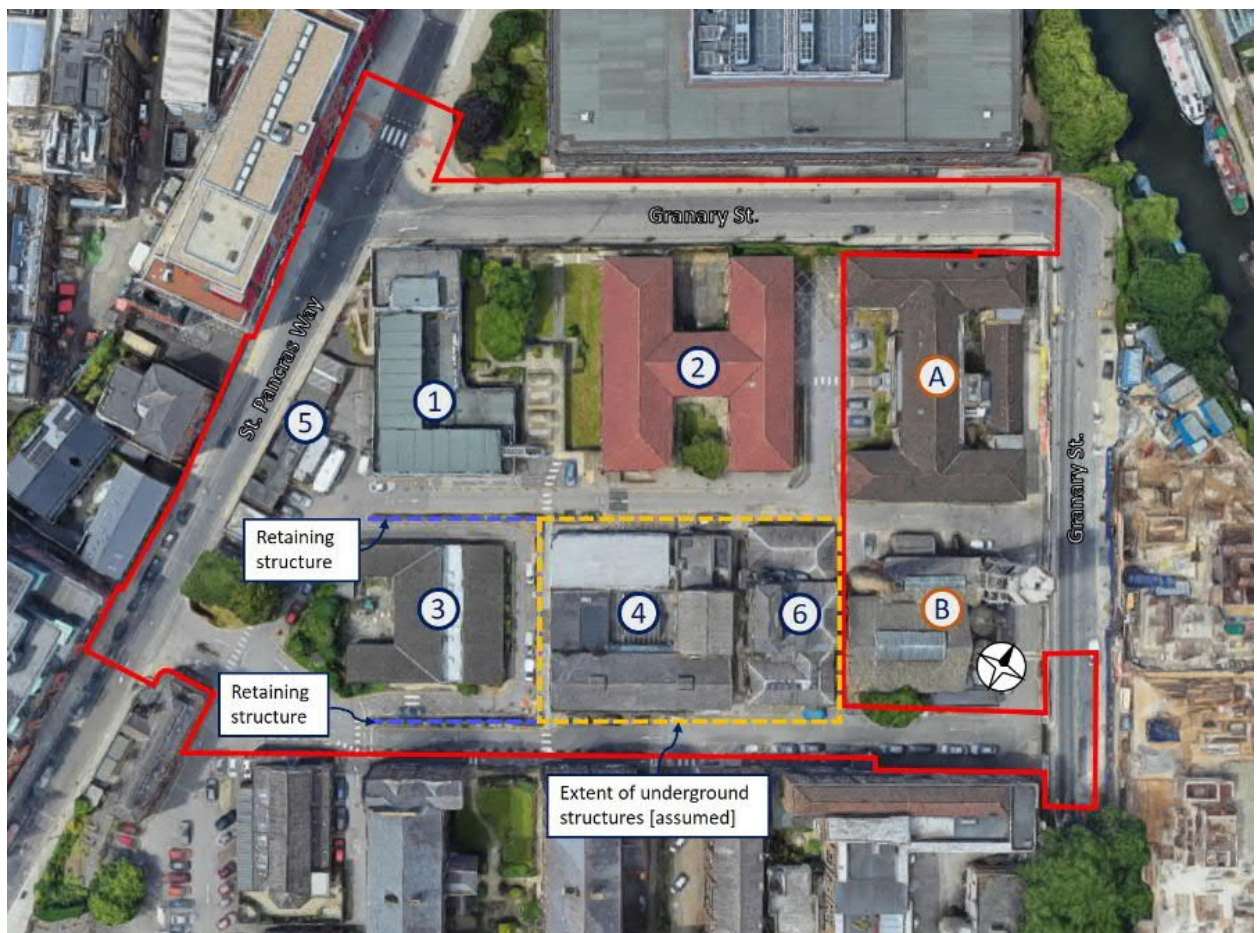 Granary St.
St. Pancras Way
1
2
A
5
Granary St.
Retaining
structure
3
4
6
B
Retaining
structure
Extent of underground
structures [assumed]